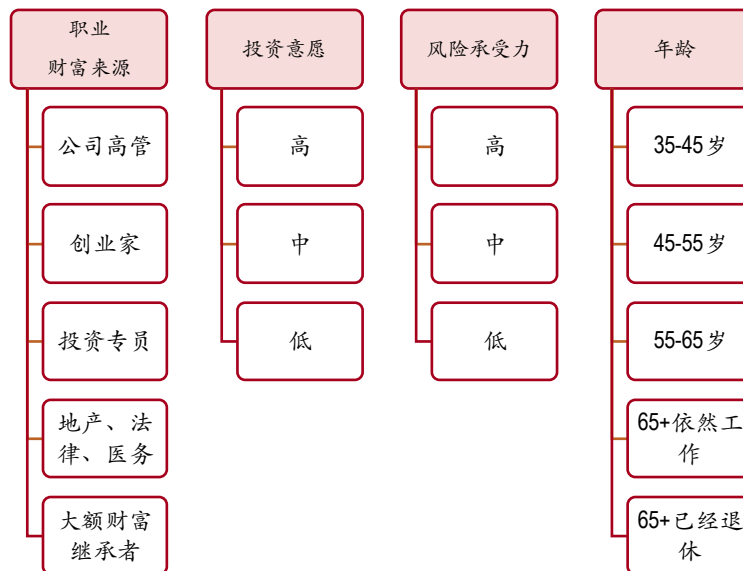 职业
财富来源
公司高管
创业家
投资专员
地产、法
律、医务
大额财富
继承者
投资意愿
高
中
低
风险承受力
高
中
低
年龄
35-45岁
45-55岁
55-65岁
65+依然工
作
65+已经退
休